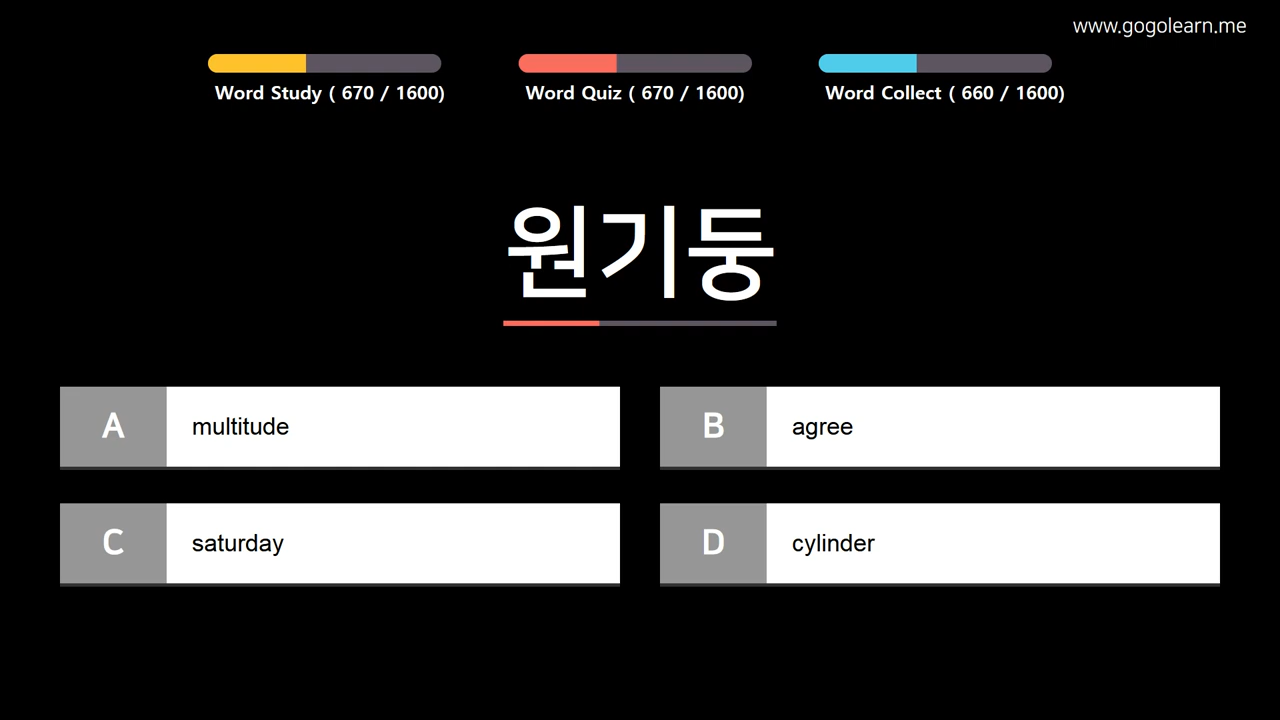 www.gogolearn.me
Word Study ( 670 / 1600)
Word Quiz ( 670 / 1600)
Word Collect ( 660 / 1600)
원기둥
A multitude
B agree
C saturday
D cylinder